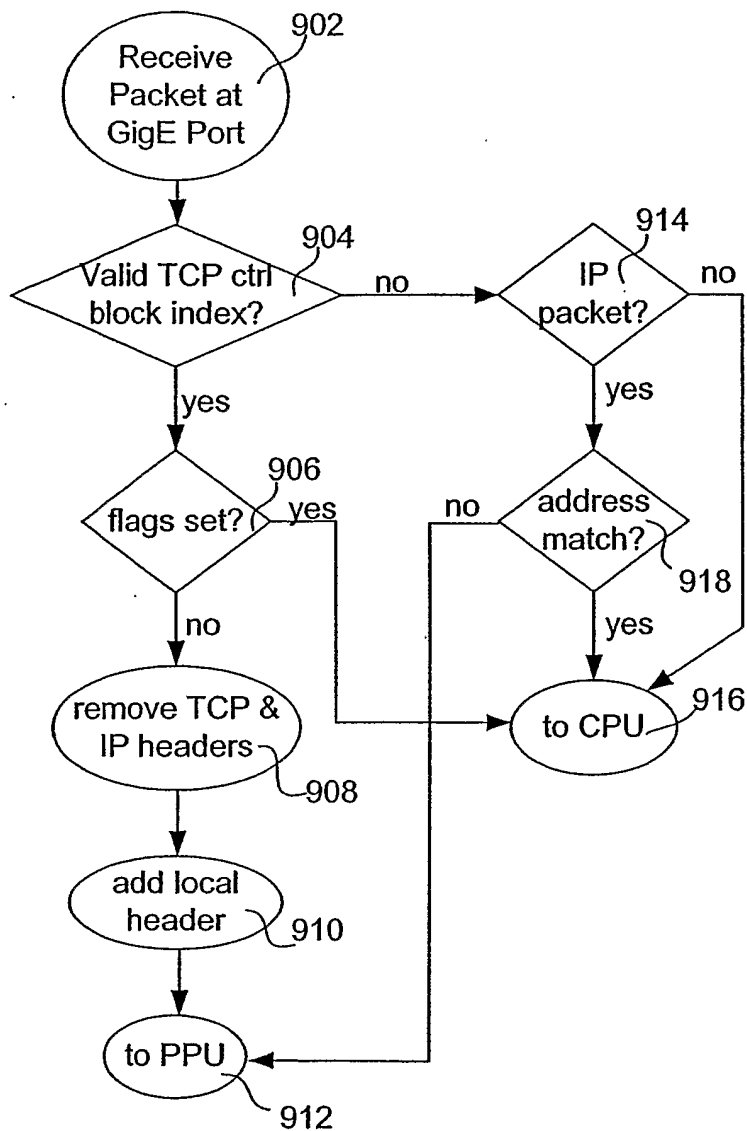 902
Receive
Packet at
GigE Port
904
Valid TCP ctrl
block index?
no
914
IP
packet?
no
yes
yes
906
flags set?
yes
no
address
match?
918
no
yes
remove TCP &
IP headers
908
to CPU
916
add local
header
910
to PPU
912